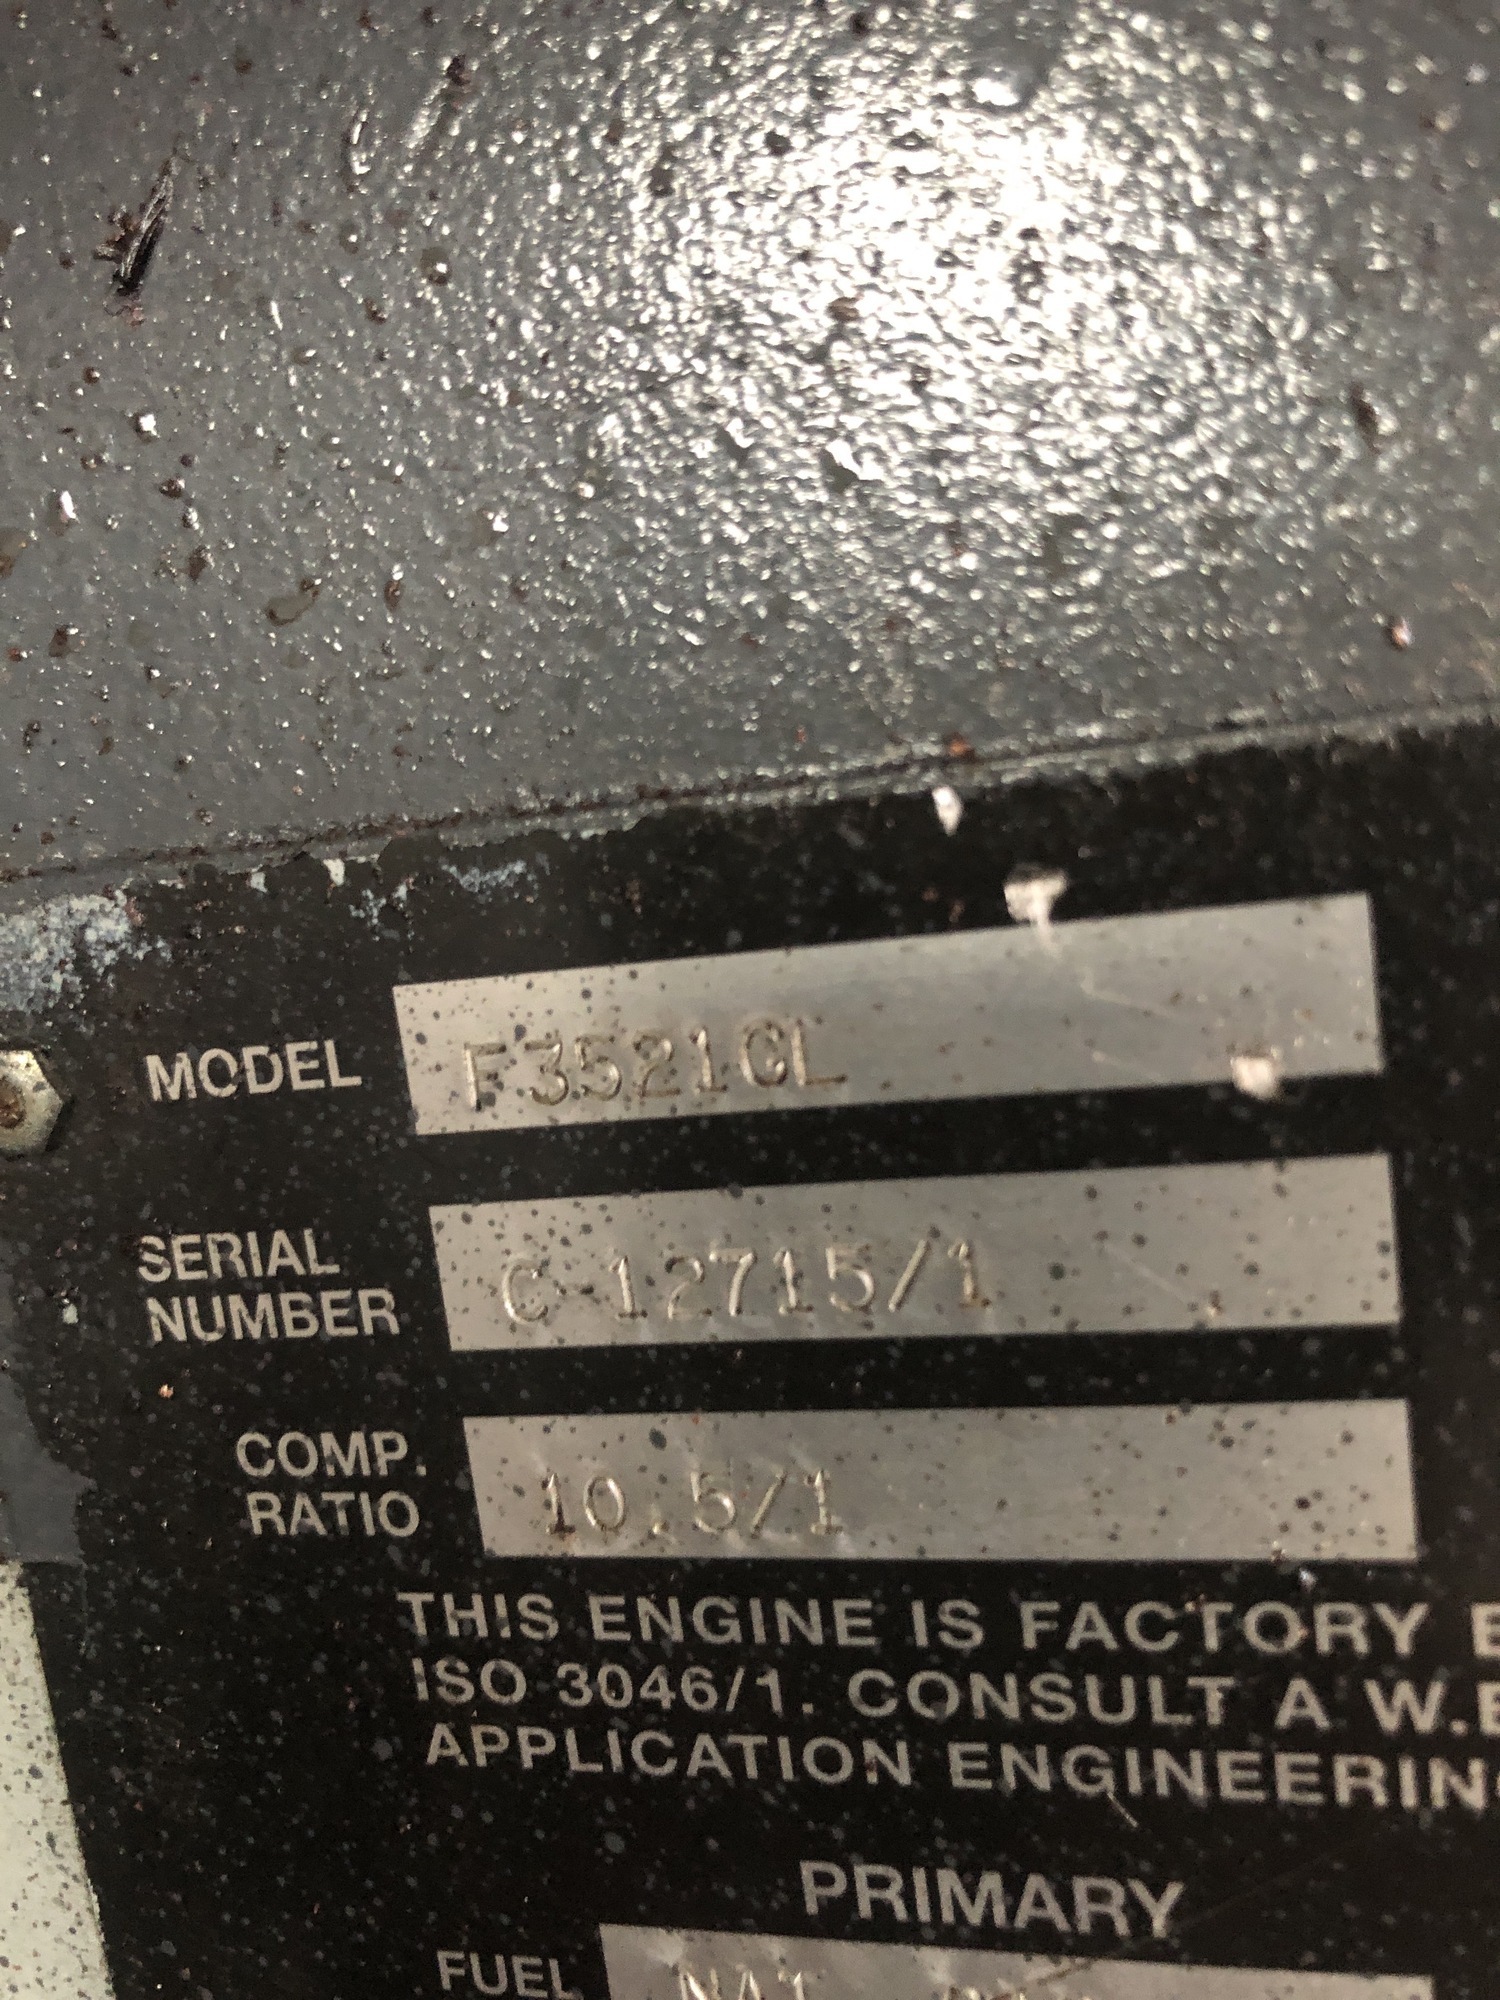 MODEL F3521GL
SERIAL
NUMBER C-12715/1
COMP.
RATIO 10.5/1
THIS ENGINE IS FACTORY
ISO 3046/1. CONSULT A
APPLICATION ENGINEERIN
PRIMARY
FUEL NAT